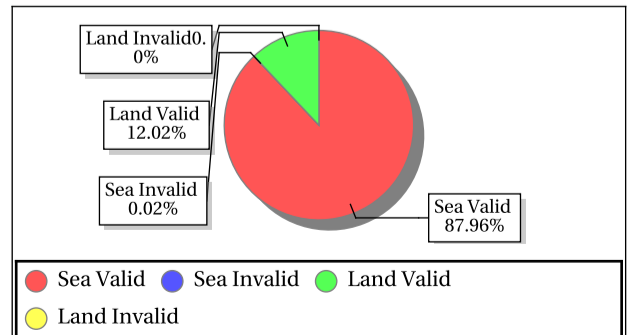 Land Invalid0.
0%
Land Valid
12.02%
Sea Invalid
0.02%
Sea Valid
87.96%
Sea Valid Sea Invalid Land Valid
Land Invalid